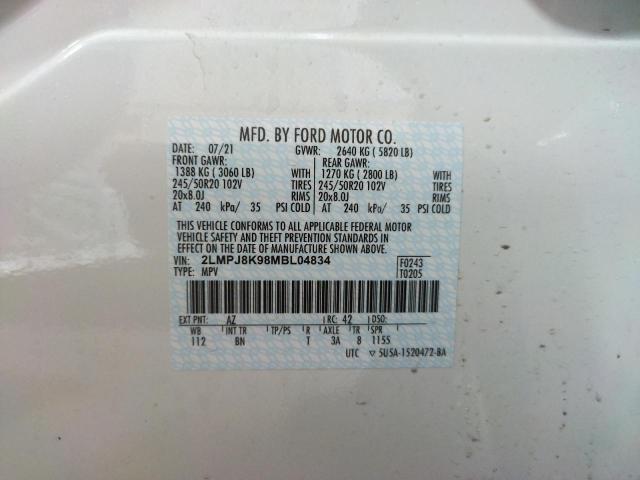 MFD. BY FORD MOTOR CO.
DATE: 07/21 GVWR: 2640 KG ( 5820 LB)
FRONT GAWR: REAR GAWR:
1388 KG ( 3060 LB) WITH 1270 KG ( 2800 LB) WITH
245/50R20 102V TIRES 245/50R20 102V TIRES
20x8.0J RIMS 20x8.0J RIMS
AT 240 kPa/ 35 PSI COLD AT 240 kPa/ 35 PSI COLD
THIS VEHICLE CONFORMS TO ALL APPLICABLE FEDERAL MOTOR
VEHICLE SAFETY AND THEFT PREVENTION STANDARDS IN
EFFECT ON THE DATE OF MANUFACTURE SHOWN ABOVE.
VIN: 2LMPJ8K98MBL04834 F0243
TYPE: MPV T0205
EXT PNT: AZ RC: 42 DSO:
WB INT TR TP/PS R AXLE TR SPR
112 BN T 3A 8 1155
UTC ▽ 5U5A-1520472-BA